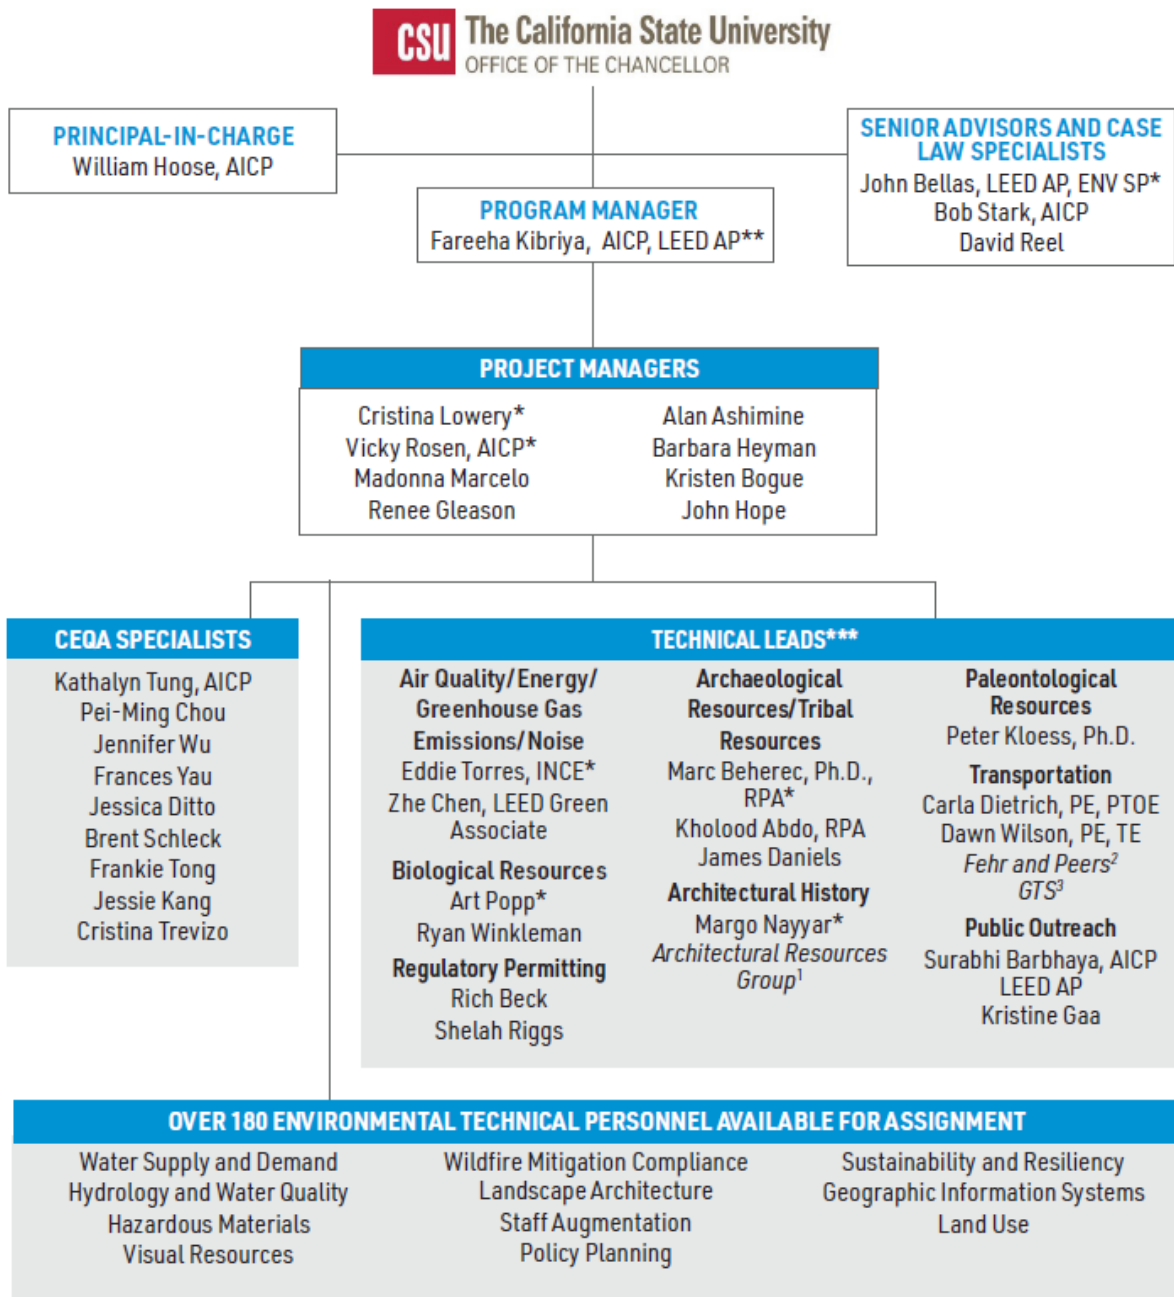 CSU The California State University
OFFICE OF THE CHANCELLOR
PRINCIPAL-IN-CHARGE
William Hoose, AICP
SENIOR ADVISORS AND CASE
LAW SPECIALISTS
John Bellas, LEED AP, ENV SP*
Bob Stark, AICP
David Reel
PROGRAM MANAGER
Fareeha Kibriya, AICP, LEED AP**
PROJECT MANAGERS
Cristina Lowery*
Vicky Rosen, AICP*
Madonna Marcelo
Renee Gleason
Alan Ashimine
Barbara Heyman
Kristen Bogue
John Hope
CEQA SPECIALISTS
Kathalyn Tung, AICP
Pei-Ming Chou
Jennifer Wu
Frances Yau
Jessica Ditto
Brent Schleck
Frankie Tong
Jessie Kang
Cristina Trevizo
TECHNICAL LEADS***
Air Quality/Energy/
Greenhouse Gas
Emissions/Noise
Eddie Torres, INCE*
Zhe Chen, LEED Green
Associate
Biological Resources
Art Popp*
Ryan Winkleman
Regulatory Permitting
Rich Beck
Shelah Riggs
Archaeological
Resources/Tribal
Resources
Marc Beherec, Ph.D.,
RPA*
Kholood Abdo, RPA
James Daniels
Architectural History
Margo Nayyar*
Architectural Resources
Group¹
Paleontological
Resources
Peter Kloess, Ph.D.
Transportation
Carla Dietrich, PE, PTOE
Dawn Wilson, PE, TE
Fehr and Peers²
GTS³
Public Outreach
Surabhi Barbhaya, AICP
LEED AP
Kristine Gaa
OVER 180 ENVIRONMENTAL TECHNICAL PERSONNEL AVAILABLE FOR ASSIGNMENT
Water Supply and Demand
Hydrology and Water Quality
Hazardous Materials
Visual Resources
Wildfire Mitigation Compliance
Landscape Architecture
Staff Augmentation
Policy Planning
Sustainability and Resiliency
Geographic Information Systems
Land Use